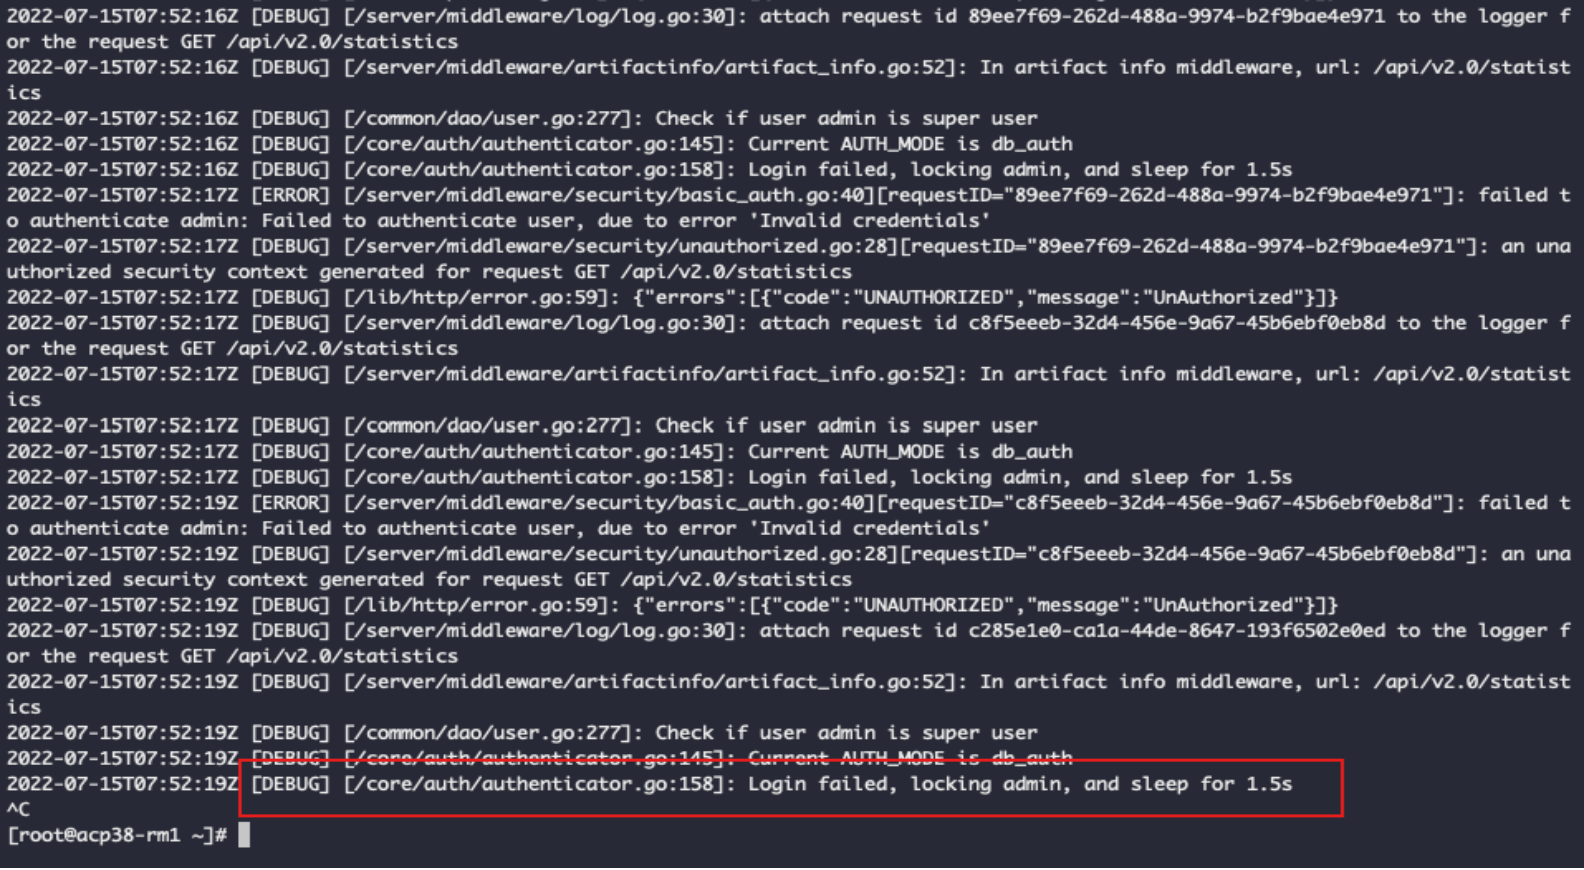 2022-07-15T07:52:16Z [DEBUG] [/server/middleware/log/log.go:30]: attach request id 89ee7f69-262d-488a-9974-b2f9bae4e971 to the logger f
or the request GET /api/v2.0/statistics
2022-07-15T07:52:16Z [DEBUG] [/server/middleware/artifactinfo/artifact_info.go:52]: In artifact info middleware, url: /api/v2.0/statist
ics
2022-07-15T07:52:16Z [DEBUG] [/common/dao/user.go:277]: Check if user admin is super user
2022-07-15T07:52:16Z [DEBUG] [/core/auth/authenticator.go:145]: Current AUTH_MODE is db_auth
2022-07-15T07:52:16Z [DEBUG] [/core/auth/authenticator.go:158]: Login failed, locking admin, and sleep for 1.5s
2022-07-15T07:52:17Z [ERROR] [/server/middleware/security/basic_auth.go:40][requestID="89ee7f69-262d-488a-9974-b2f9bae4e971"]: failed t
o authenticate admin: Failed to authenticate user, due to error 'Invalid credentials'
2022-07-15T07:52:17Z [DEBUG] [/server/middleware/security/unauthorized.go:28][requestID="89ee7f69-262d-488a-9974-b2f9bae4e971"]: an una
uthorized security context generated for request GET /api/v2.0/statistics
2022-07-15T07:52:17Z [DEBUG] [/lib/http/error.go:59]: {"errors":[{"code":"UNAUTHORIZED","message":"UnAuthorized"}]}
2022-07-15T07:52:17Z [DEBUG] [/server/middleware/log/log.go:30]: attach request id c8f5eeeb-32d4-456e-9a67-45b6ebf0eb8d to the logger f
or the request GET /api/v2.0/statistics
2022-07-15T07:52:17Z [DEBUG] [/server/middleware/artifactinfo/artifact_info.go:52]: In artifact info middleware, url: /api/v2.0/statist
ics
2022-07-15T07:52:17Z [DEBUG] [/common/dao/user.go:277]: Check if user admin is super user
2022-07-15T07:52:17Z [DEBUG] [/core/auth/authenticator.go:145]: Current AUTH_MODE is db_auth
2022-07-15T07:52:17Z [DEBUG] [/core/auth/authenticator.go:158]: Login failed, locking admin, and sleep for 1.5s
2022-07-15T07:52:19Z [ERROR] [/server/middleware/security/basic_auth.go:40][requestID="c8f5eeeb-32d4-456e-9a67-45b6ebf0eb8d"]: failed t
o authenticate admin: Failed to authenticate user, due to error 'Invalid credentials'
2022-07-15T07:52:19Z [DEBUG] [/server/middleware/security/unauthorized.go:28][requestID="c8f5eeeb-32d4-456e-9a67-45b6ebf0eb8d"]: an una
uthorized security context generated for request GET /api/v2.0/statistics
2022-07-15T07:52:19Z [DEBUG] [/lib/http/error.go:59]: {"errors":[{"code":"UNAUTHORIZED","message":"UnAuthorized"}]}
2022-07-15T07:52:19Z [DEBUG] [/server/middleware/log/log.go:30]: attach request id c285e1e0-ca1a-44de-8647-193f6502e0ed to the logger f
or the request GET /api/v2.0/statistics
2022-07-15T07:52:19Z [DEBUG] [/server/middleware/artifactinfo/artifact_info.go:52]: In artifact info middleware, url: /api/v2.0/statist
ics
2022-07-15T07:52:19Z [DEBUG] [/common/dao/user.go:277]: Check if user admin is super user
2022-07-15T07:52:19Z [DEBUG] [/core/auth/authenticator.go:145]: Current AUTH_MODE is db_auth
2022-07-15T07:52:19Z [DEBUG] [/core/auth/authenticator.go:158]: Login failed, locking admin, and sleep for 1.5s
^C
[root@acp38-rm1 ~]#